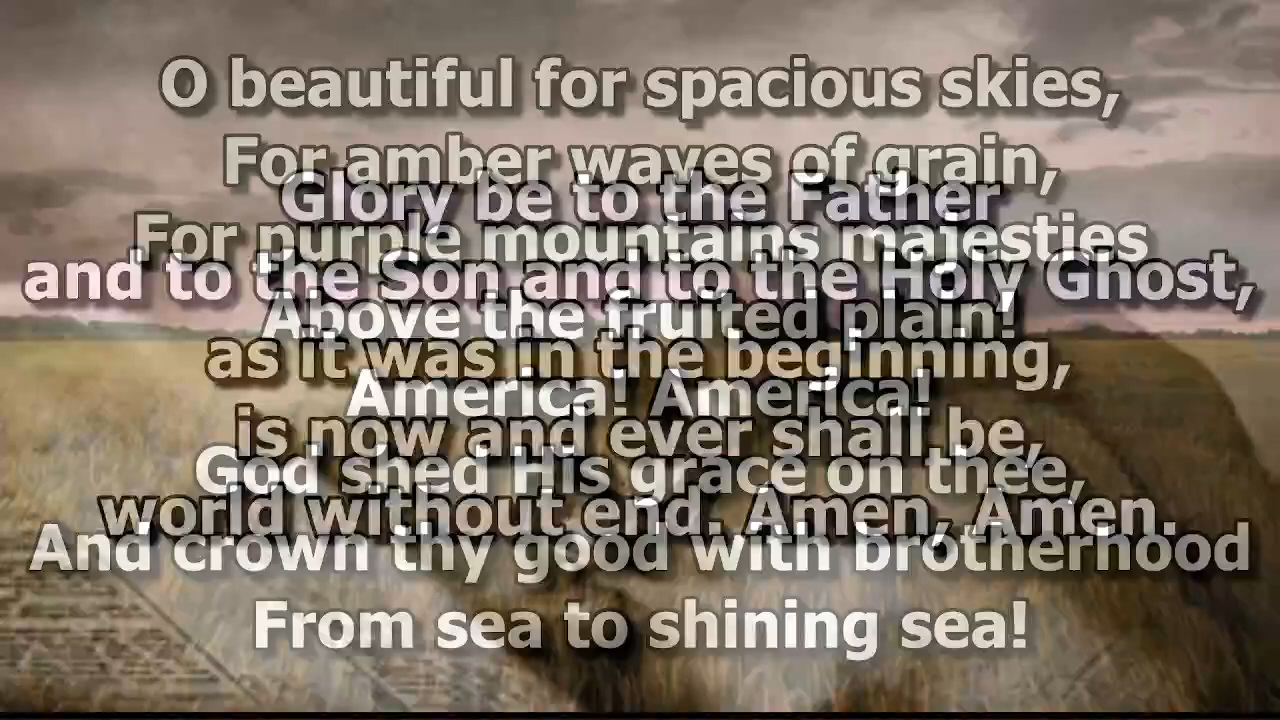 O beautiful for spacious skies,
For amber waves of grain,
Glory be to the Father
For purple mountains majesties
and to the Son and to the Holy Ghost,
Above the fruited plain!
as it was in the beginning,
America! America!
is now and ever shall be,
God shed His grace on thee,
world without end. Amen, Amen.
And crown thy good with brotherhood
From sea to shining sea!